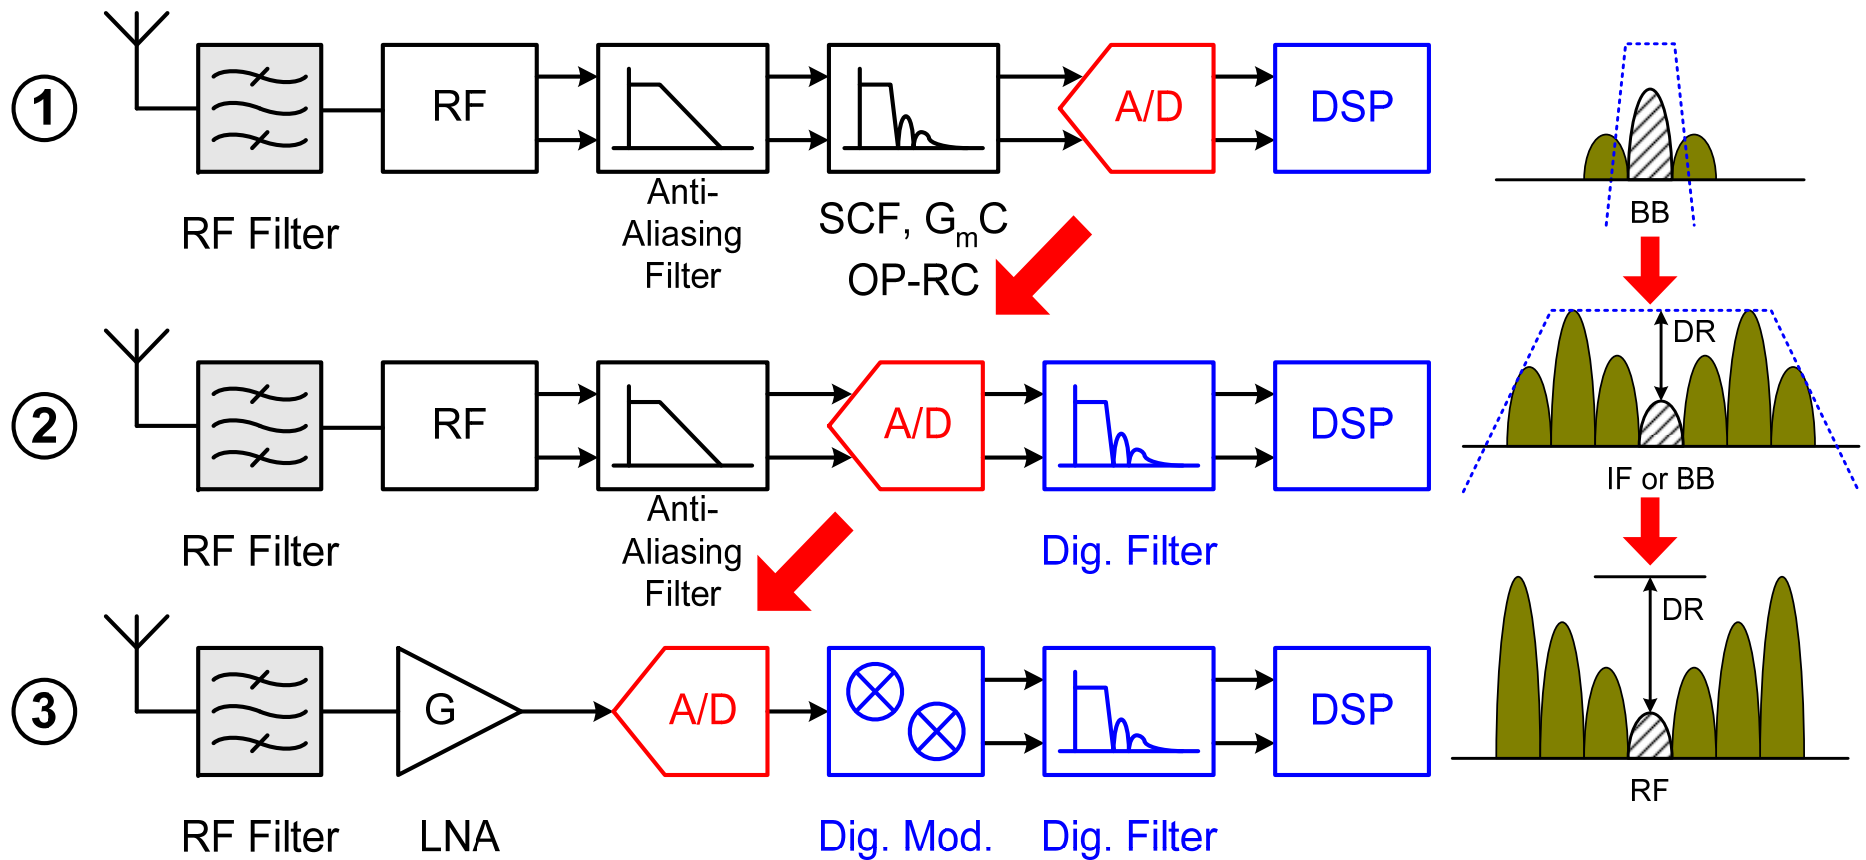 1
RF
A/D
DSP
RF Filter
Anti-
Aliasing
Filter
SCF, GmC
OP-RC
BB
2
RF
A/D
DSP
DR
RF Filter
Anti-
Aliasing
Filter
Dig. Filter
IF or BB
3
G
A/D
DSP
DR
RF Filter
LNA
Dig. Mod.
Dig. Filter
RF